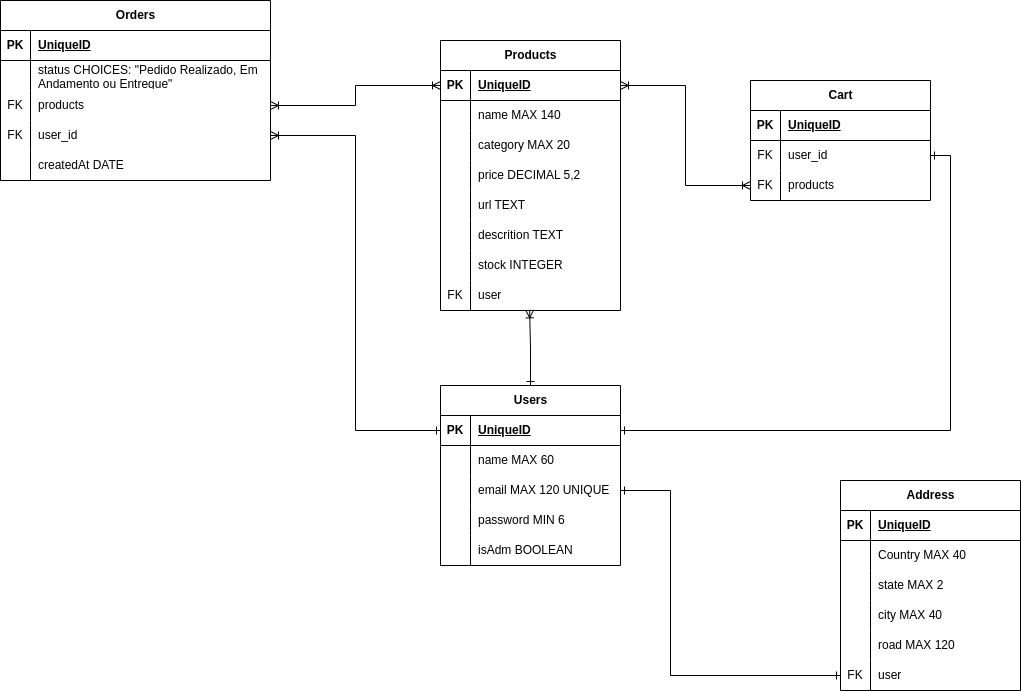 Orders
PK UniqueID
status CHOICES: "Pedido Realizado, Em
Andamento ou Entregue"
FK products
FK user_id
createdAt DATE
Products
PK UniqueID
name MAX 140
category MAX 20
price DECIMAL 5,2
url TEXT
descrition TEXT
stock INTEGER
FK user
Cart
PK UniqueID
FK user_id
FK products
Users
PK UniqueID
name MAX 60
email MAX 120 UNIQUE
password MIN 6
isAdm BOOLEAN
Address
PK UniqueID
Country MAX 40
state MAX 2
city MAX 40
road MAX 120
FK user